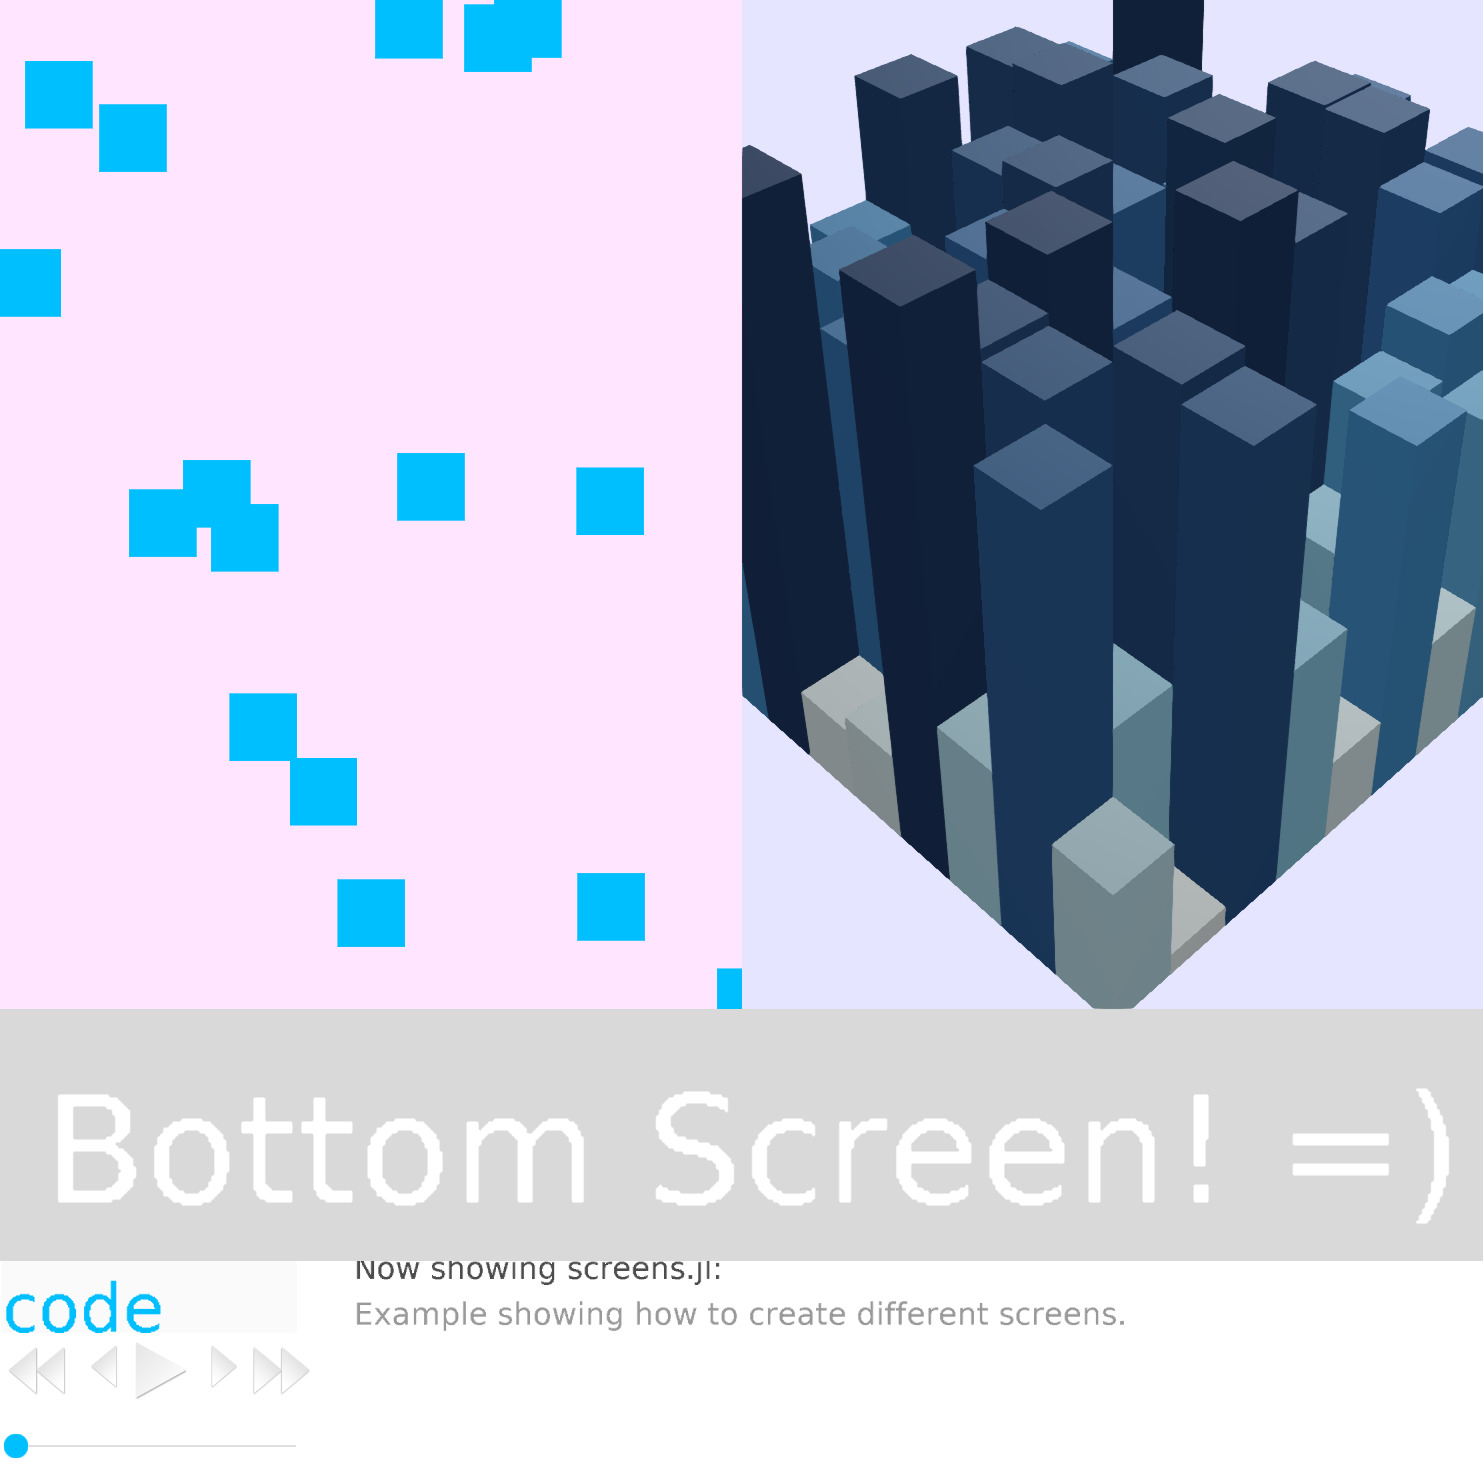 Bottom Screen! =)
Now showing screens.jl:
code
Example showing how to create different screens.